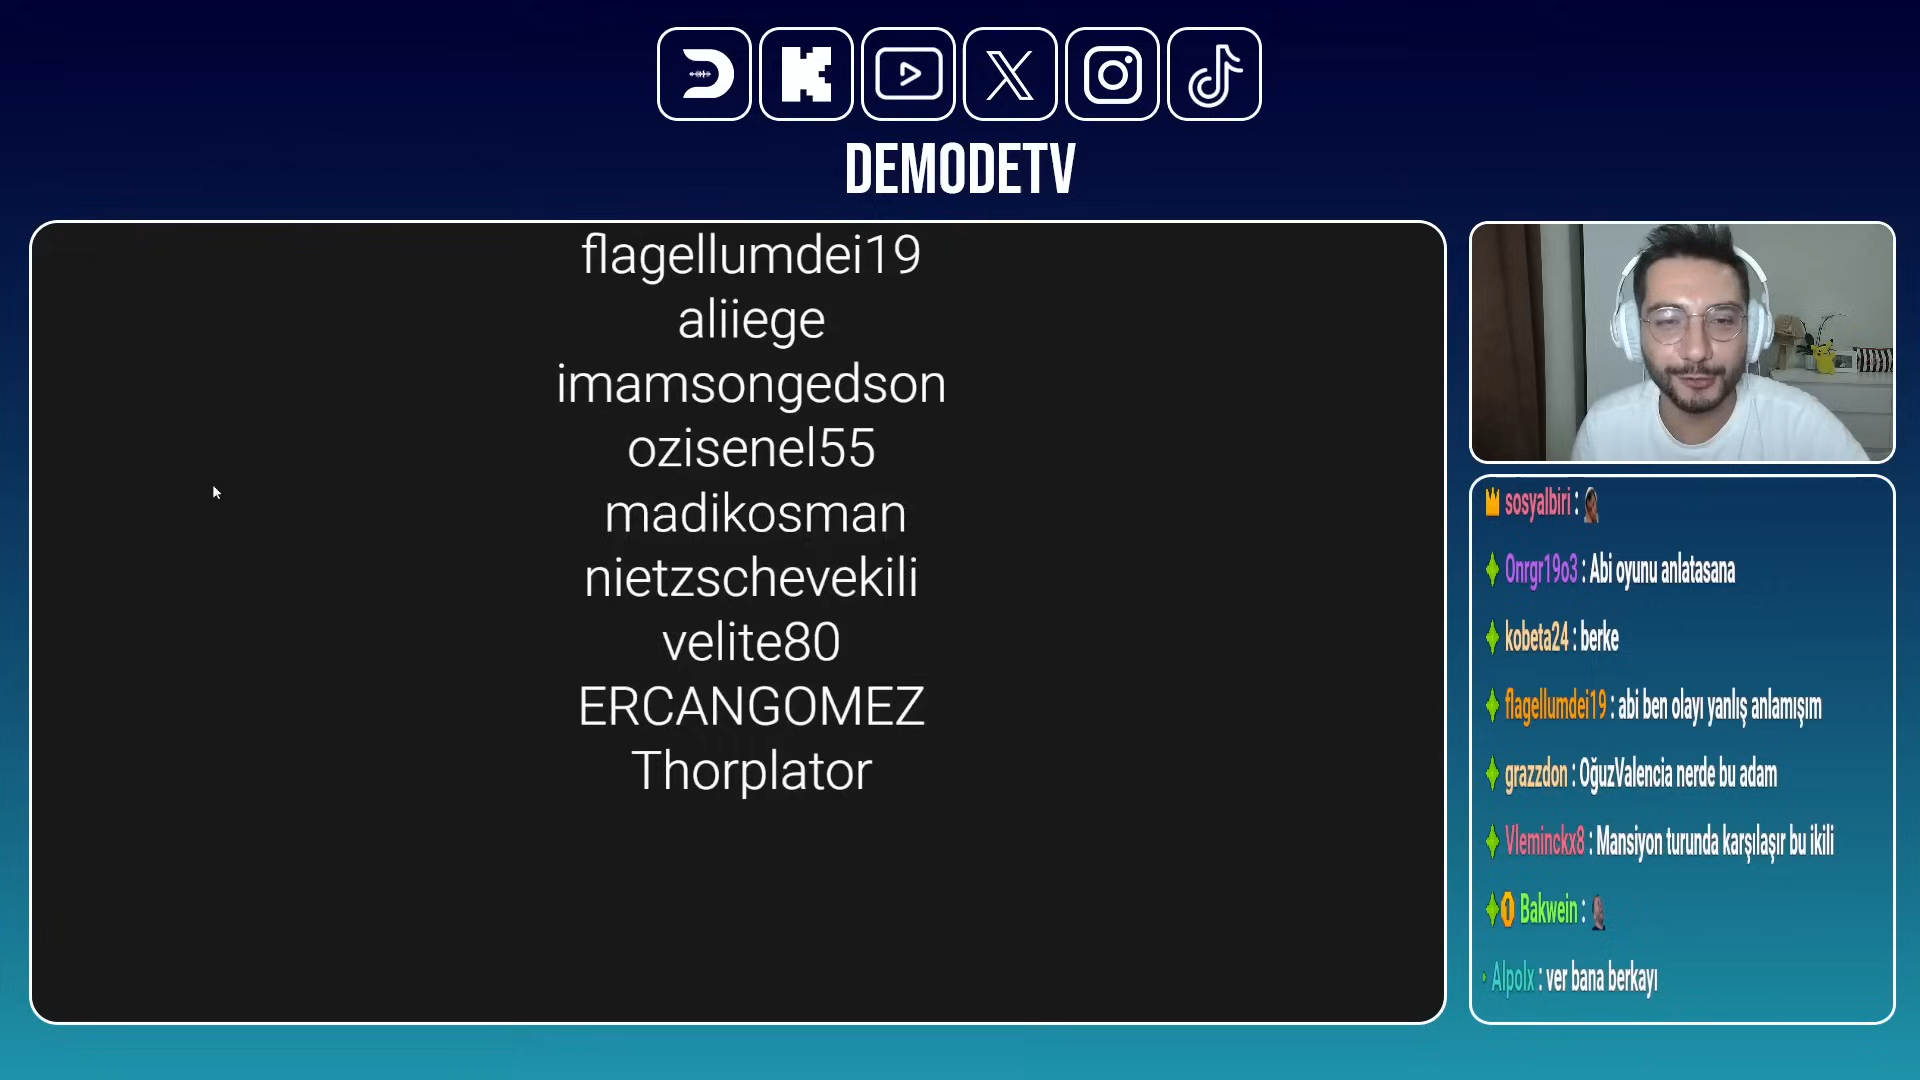 DEMODETV
flagellumdei19
aliiege
imamsongedson
ozisenel55
madikosman
nietzschevekili
velite80
ERCANGOMEZ
Thorplator
sosyalbiri :
Onrgr19o3 : Abi oyunu anlatasana
kobeta24 : berke
flagellumdei19 : abi ben olayı yanlış anlamışım
grazzdon : OğuzValencia nerde bu adam
Vleminckx8 : Mansiyon turunda karşılaşır bu ikili
1 Bakwein :
Alpolx : ver bana berkayı